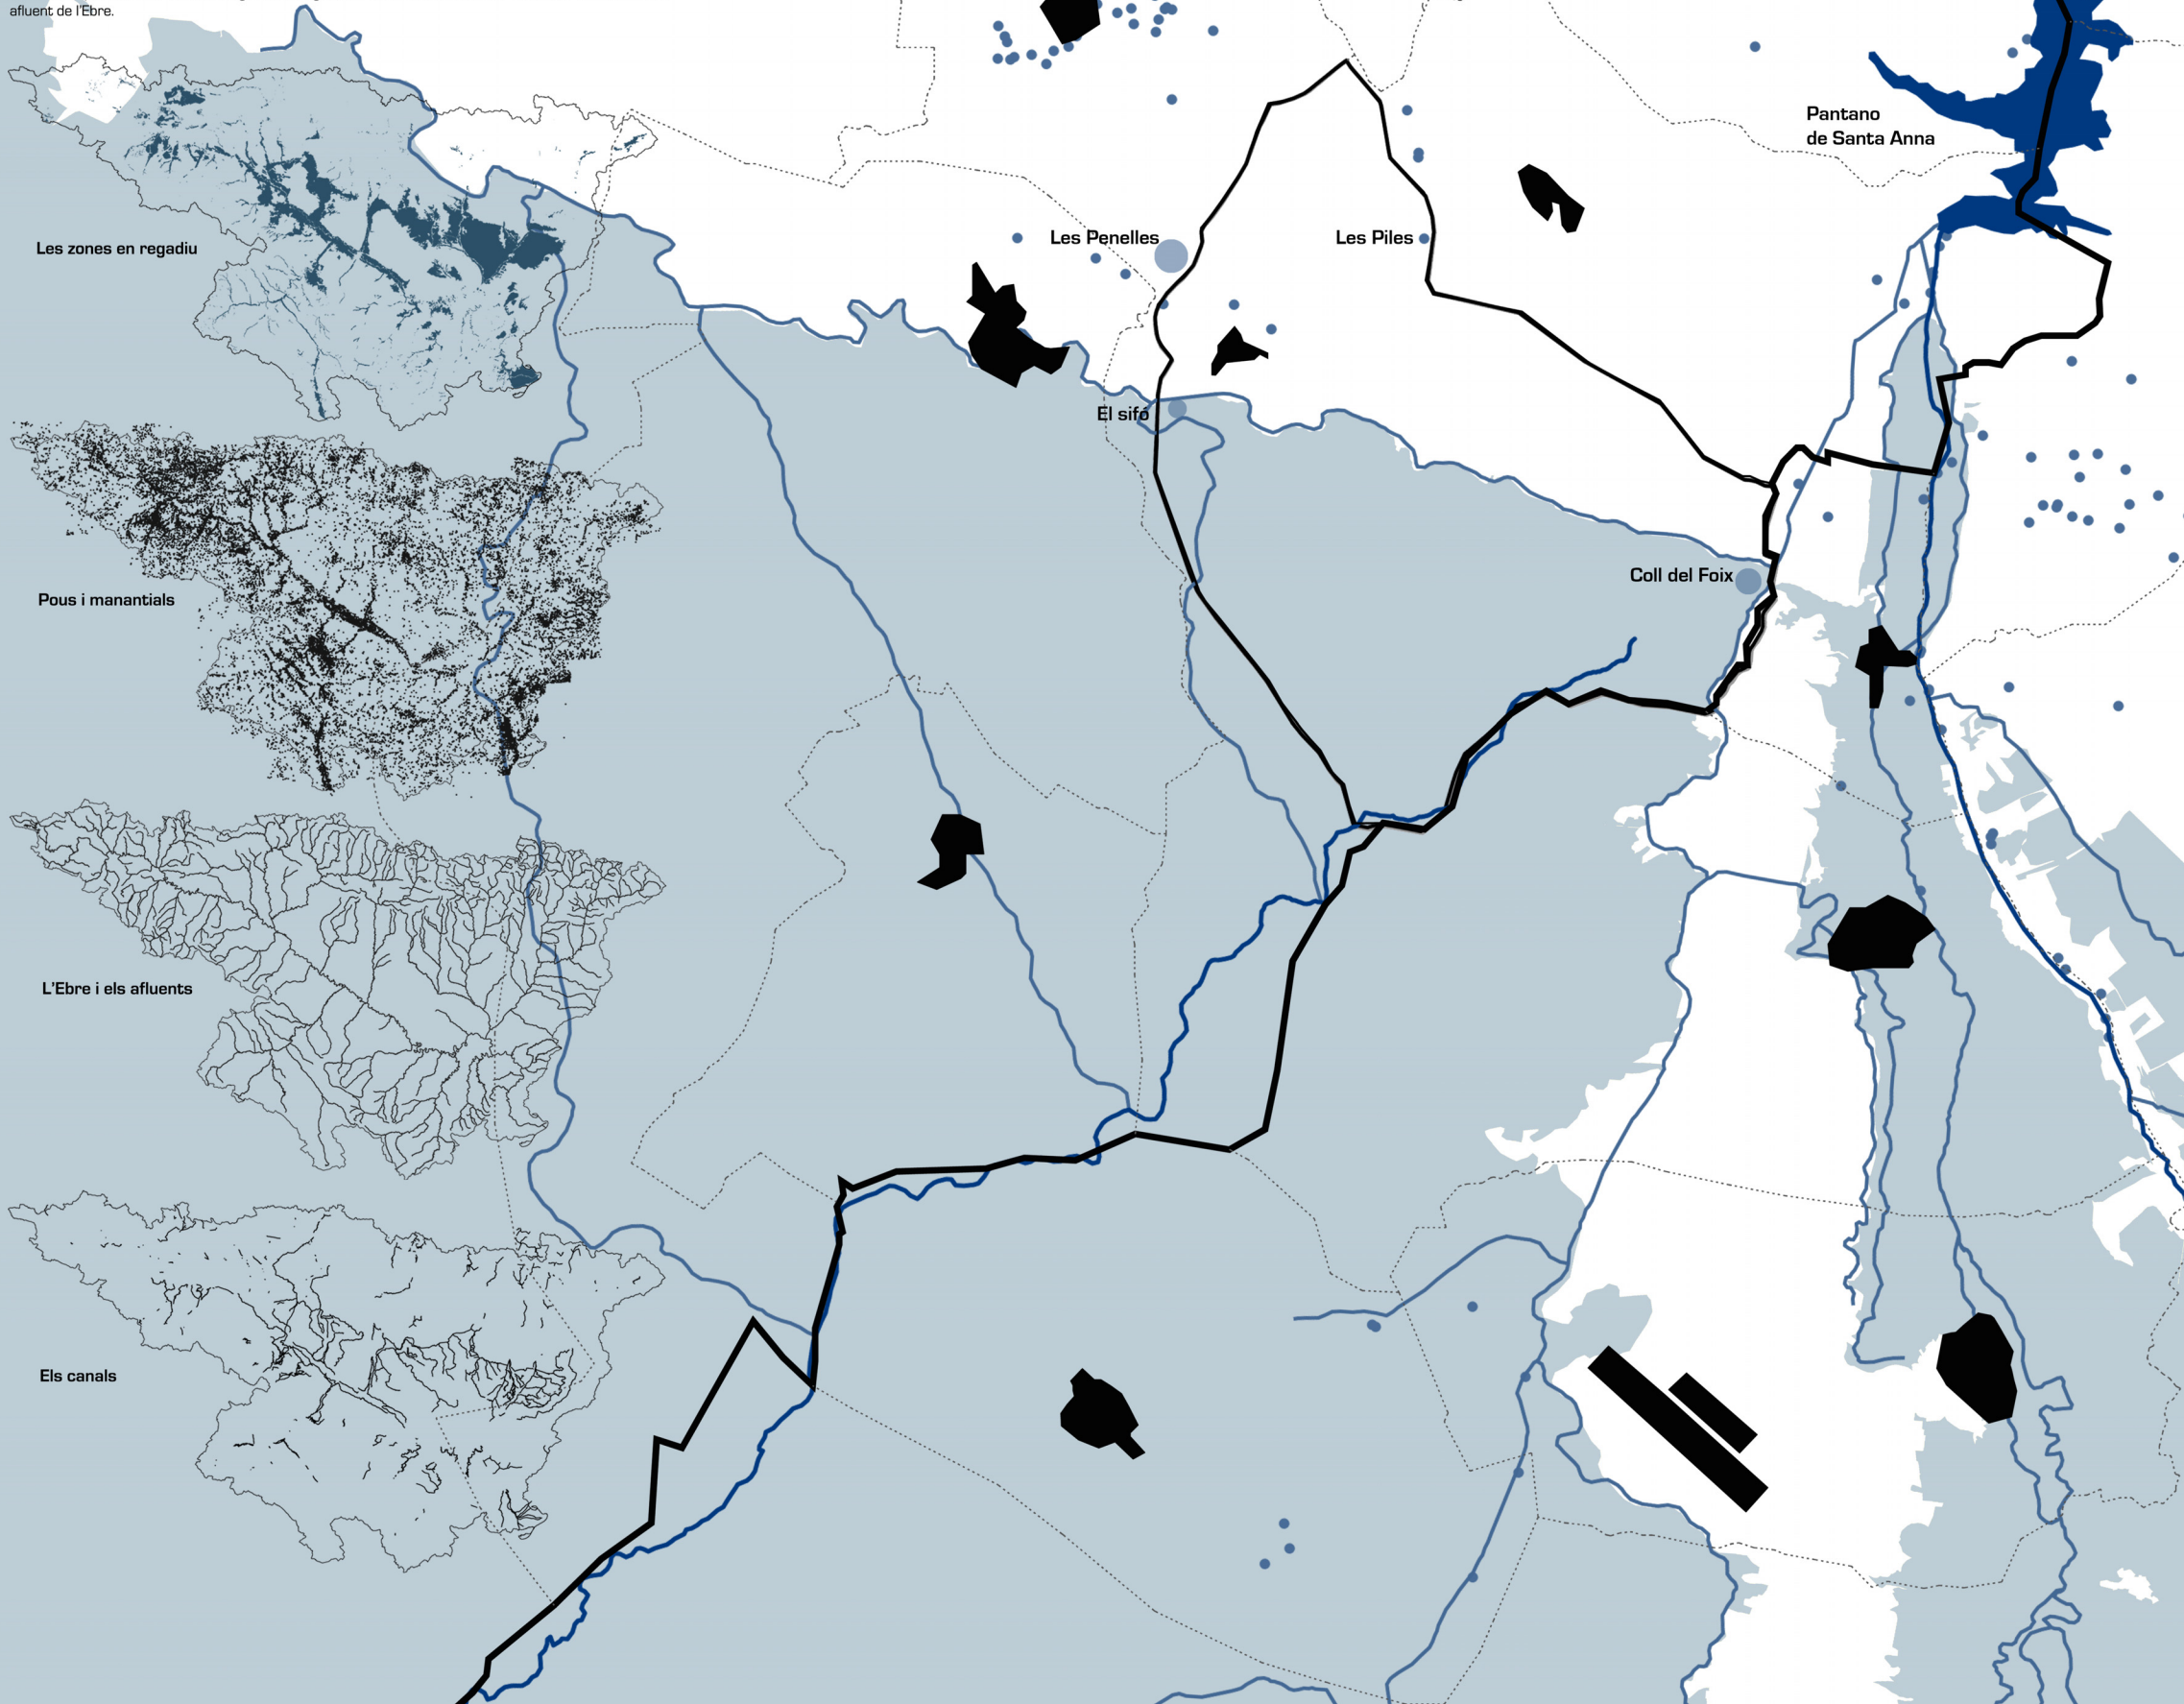 afluent de l'Ebre.
Pantano
de Santa Anna
Les zones en regadiu
Les Penelles
Les Piles
El sifó
Coll del Foix
Pous i manantials
L'Ebre i els afluents
Els canals